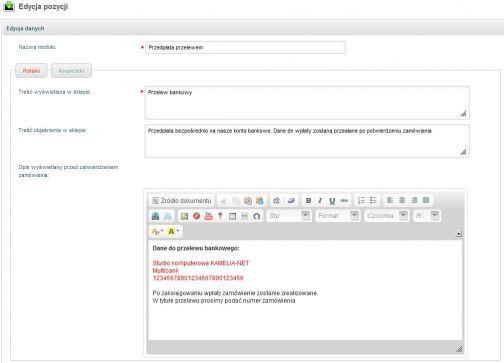 Edycja pozycji
Edycja danych
Nazwa modułu:
* Przedpłata przelewem
Polski Angielski
Treść wyświetlana w sklepie:
* Przelew bankowy
Treść objaśnienia w sklepie:
Przedpłata bezpośrednio na nasze konto bankowe. Dane do wpłaty zostaną przesłane po potwierdzeniu zamówienia
Opis wyświetlany przed zatwierdzeniem
zamówienia:
Źródło dokumentu B I U abc
Styl Format Czcionka R...
A A
Dane do przelewu bankowego:
Studio komputerowe KAMELIA-NET
Multibank
12345678901234567890123456
Po zaksięgowaniu wpłaty zamówienie zostanie zrealizowane.
W tytule przelewu prosimy podać numer zamówienia